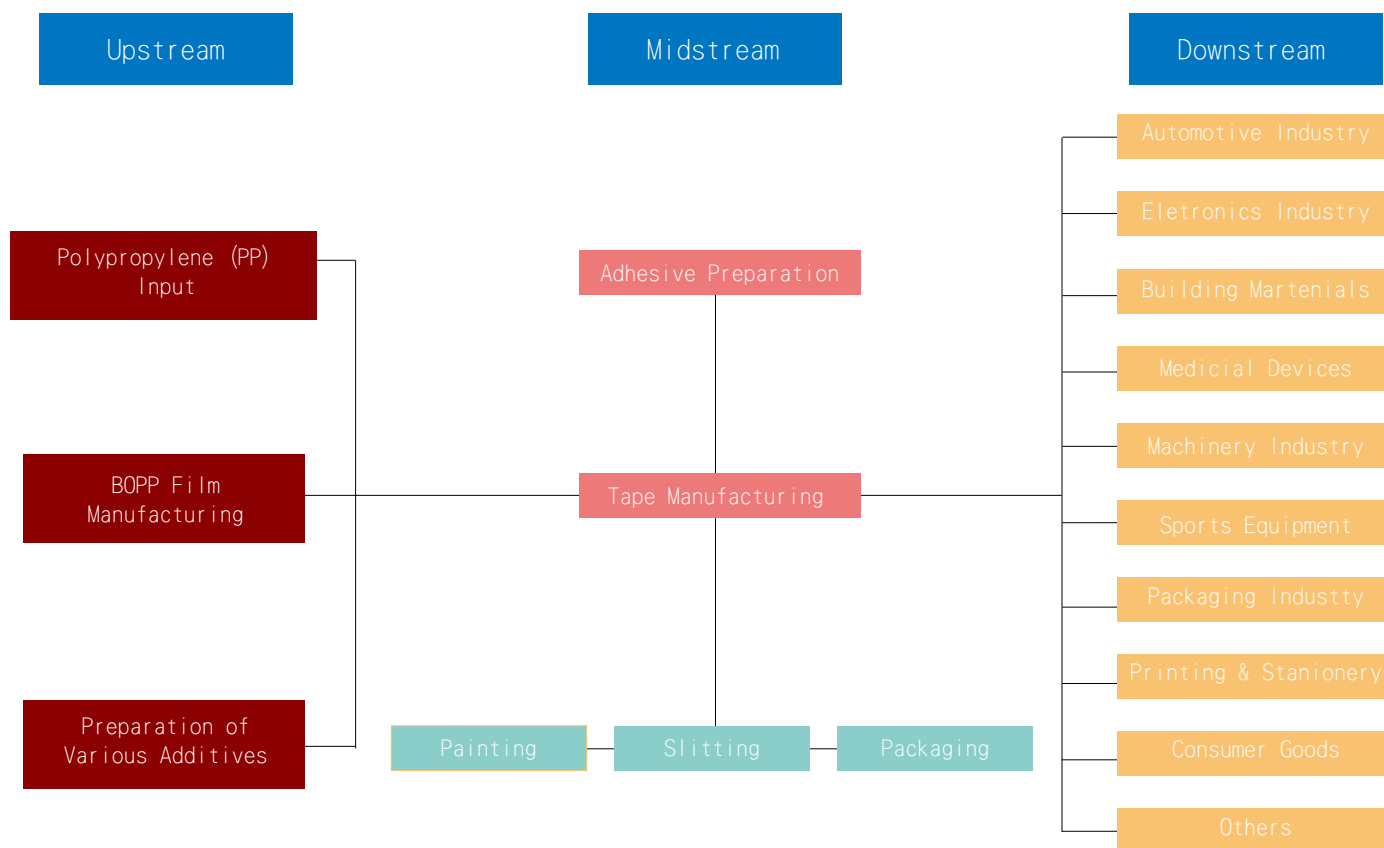 Upstream
Midstream
Downstream
Polypropylene (PP)
Input
BOPP Film
Manufacturing
Preparation of
Various Additives
Adhesive Preparation
Tape Manufacturing
Painting
Slitting
Packaging
Automotive Industry
Eletronics Industry
Building Martenials
Medicial Devices
Machinery Industry
Sports Equipment
Packaging Industty
Printing & Stanionery
Consumer Goods
Others